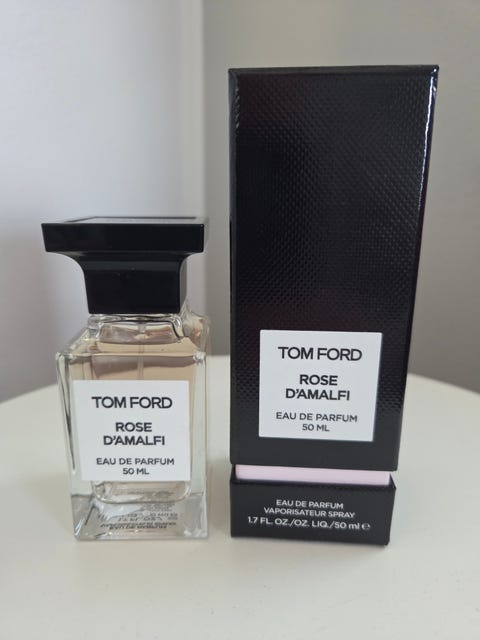 TOM FORD
ROSE
D'AMALFI
EAU DE PARFUM
50 ML
TOM FORD
ROSE
D'AMALFI
EAU DE PARFUM
50 ML
EAU DE PARFUM
VAPORISATEUR SPRAY
1.7 FL. OZ./OZ. LIQ./50 ml ℮